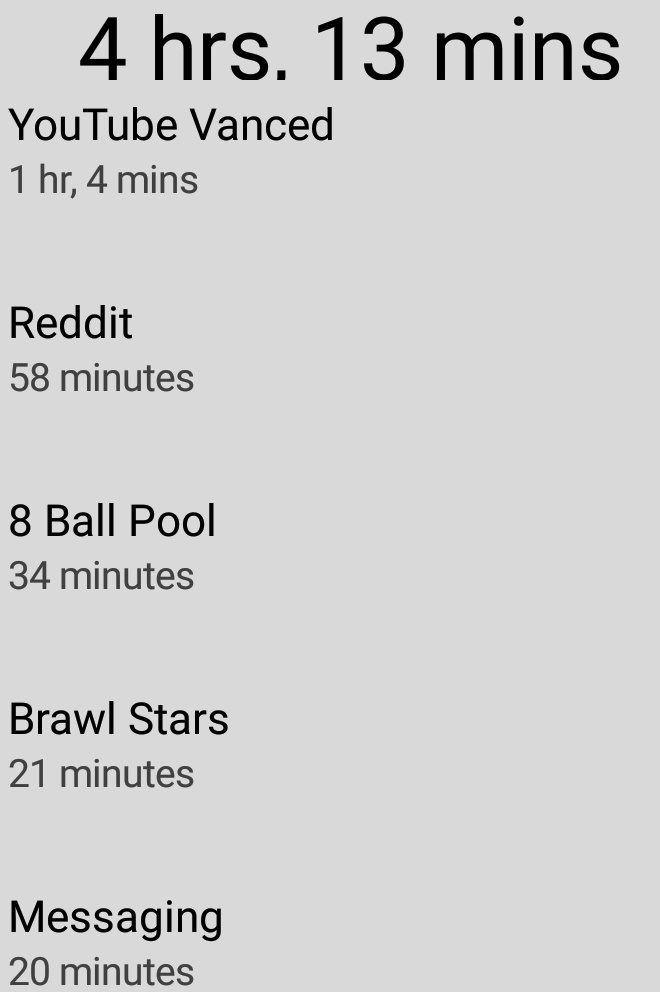 4 hrs. 13 mins
YouTube Vanced
1 hr, 4 mins
Reddit
58 minutes
8 Ball Pool
34 minutes
Brawl Stars
21 minutes
Messaging
20 minutes